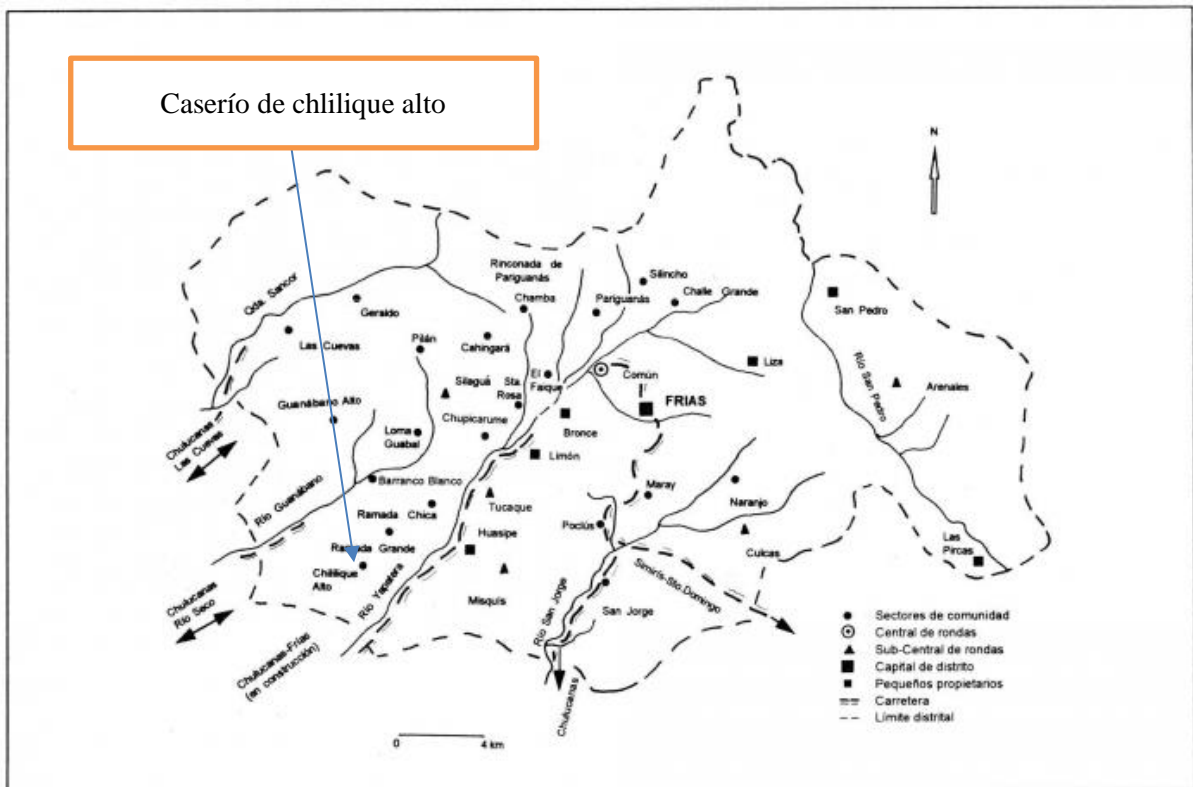 Caserío de chlilique alto
N
Rinconada de
Pariguanás
Silincho
Challe Grande
Pariguanás
Chamba
San Pedro
Qda. Sancor
Geraldo
Las Cuevas
Pilán
Cahingará
Liza
Río San Pedro
Común
El
Faique
Silaguá
Sta.
Rosa
FRIAS
Arenales
Guanábano Alto
Chupicarume
Bronce
Loma
Guabal
Limón
Chulucanas
Las Cuevas
Barranco Blanco
Maray
Naranjo
Río Guanábano
Ramada
Chica
Tucaque
Poclús
Culcas
Huasipe
Las
Pircas
Ramada
Grande
Chililique
Alto
Río Yapatera
Misquís
Simirís-Sto. Domingo
San Jorge
Río San Jorge
Chulucanas
Río Seco
Chulucanas-Frías
(en construcción)
Chulucanas
Sectores de comunidad
Central de rondas
Sub-Central de rondas
Capital de distrito
Pequeños propietarios
Carretera
Límite distrital
0 4 km